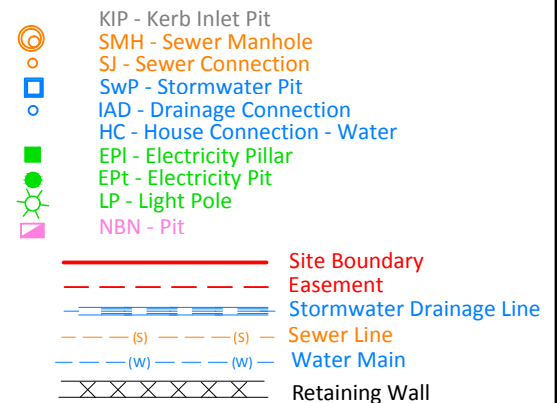 KIP - Kerb Inlet Pit
SMH - Sewer Manhole
SJ - Sewer Connection
SwP - Stormwater Pit
IAD - Drainage Connection
HC - House Connection - Water
EPl - Electricity Pillar
EPt - Electricity Pit
LP - Light Pole
NBN - Pit
Site Boundary
Easement
Stormwater Drainage Line
(S) (S) Sewer Line
(W) (W) Water Main
Retaining Wall